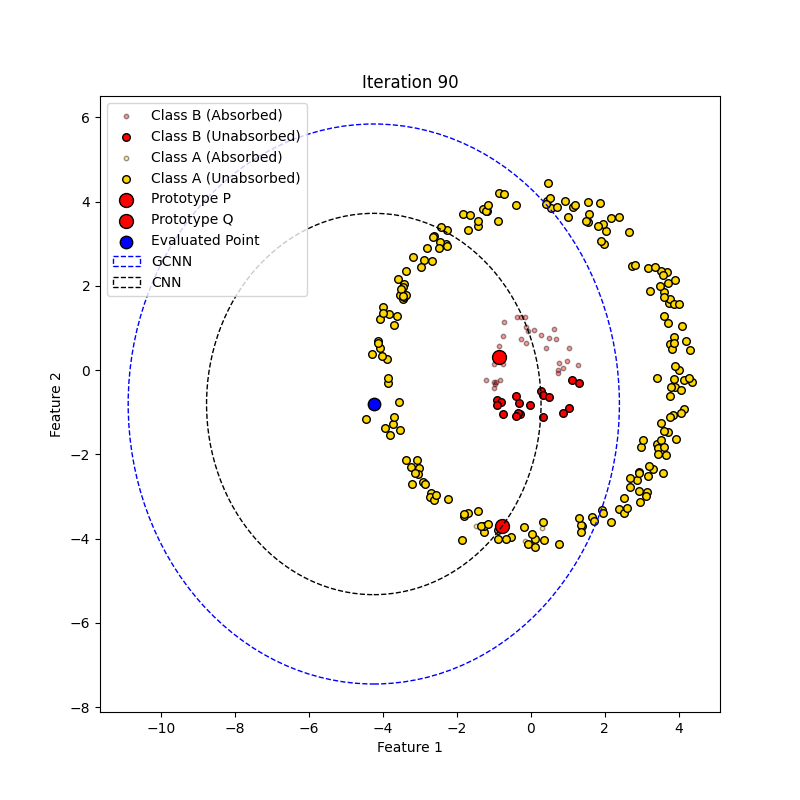 Iteration 90
Class B (Absorbed)
Class B (Unabsorbed)
Class A (Absorbed)
Class A (Unabsorbed)
Prototype P
Prototype Q
Evaluated Point
GCNN
CNN
6
4
2
0
−2
−4
−6
−8
Feature 2
−10
−8
−6
−4
−2
0
2
4
Feature 1